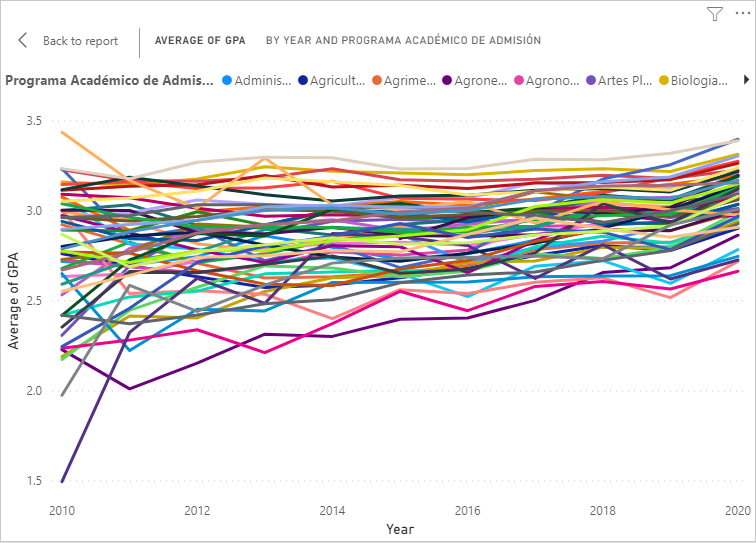 Back to report
AVERAGE OF GPA
BY YEAR AND PROGRAMA ACADÉMICO DE ADMISIÓN
Programa Académico de Admis... Adminis... Agricult... Agrime... Agrone... Agrono... Artes Pl... Biologia...
3.5
3.0
2.5
2.0
1.5
Average of GPA
2010 2012 2014 2016 2018 2020
Year